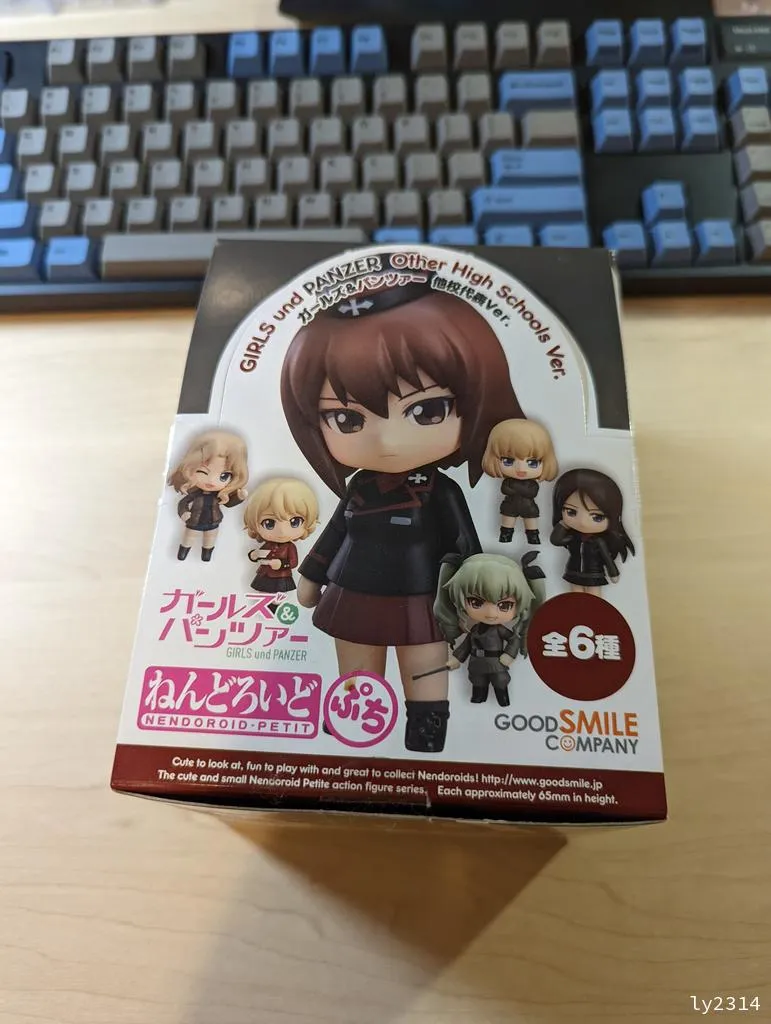 GIRLS und PANZER Other High Schools Ver.
ガールズ&パンツァー 他校代表Ver.
ガールズ&
パンツァー
GIRLS und PANZER
ねんどろいど
ぷち
NENDOROID·PETIT
全6種
GOOD SMILE
COMPANY
Cute to look at, fun to play with and great to collect Nendoroids! http://www.goodsmile.jp
The cute and small Nendoroid Petite action figure series. Each approximately 65mm in height.
ly2314